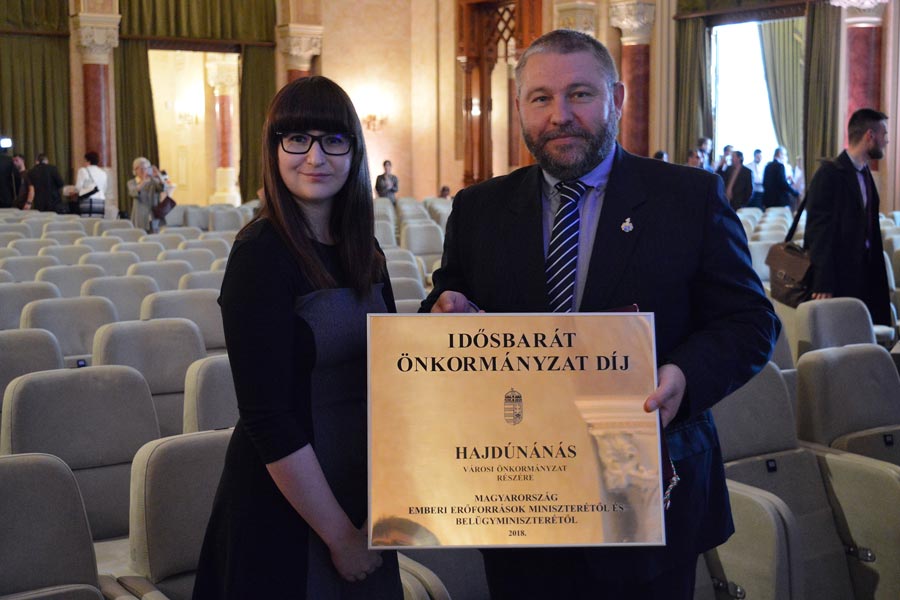 IDŐSBARÁT
ÖNKORMÁNYZAT DÍJ
HAJDÚNÁNÁS
VÁROSI ÖNKORMÁNYZAT
RÉSZÉRE
MAGYARORSZÁG
EMBERI ERŐFORRÁSOK MINISZTERÉTŐL ÉS
BELÜGYMINISZTERÉTŐL
2018.